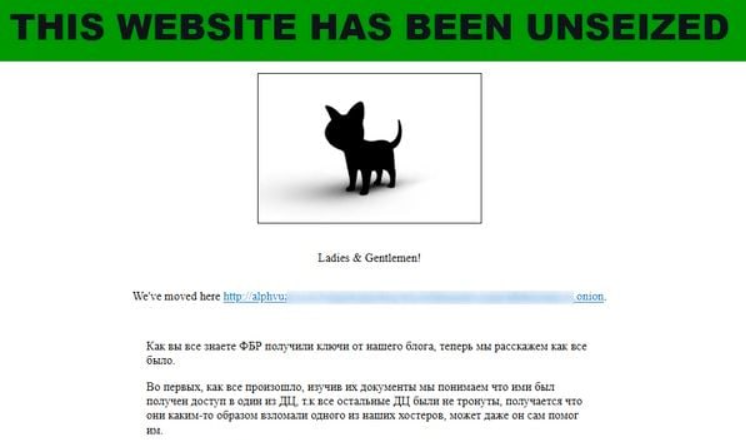 THIS WEBSITE HAS BEEN UNSEIZED
Ladies & Gentlemen!
We've moved here http://alphvu: .onion.
Как вы все знаете ФБР получили ключи от нашего блога, теперь мы расскажем как все
было.
Во первых, как все произошло, изучив их документы мы понимаем что ими был
получен доступ в один из ДЦ, т.к все остальные ДЦ были не тронуты, получается что
они каким-то образом взломали одного из наших хостеров, может даже он сам помог
им.